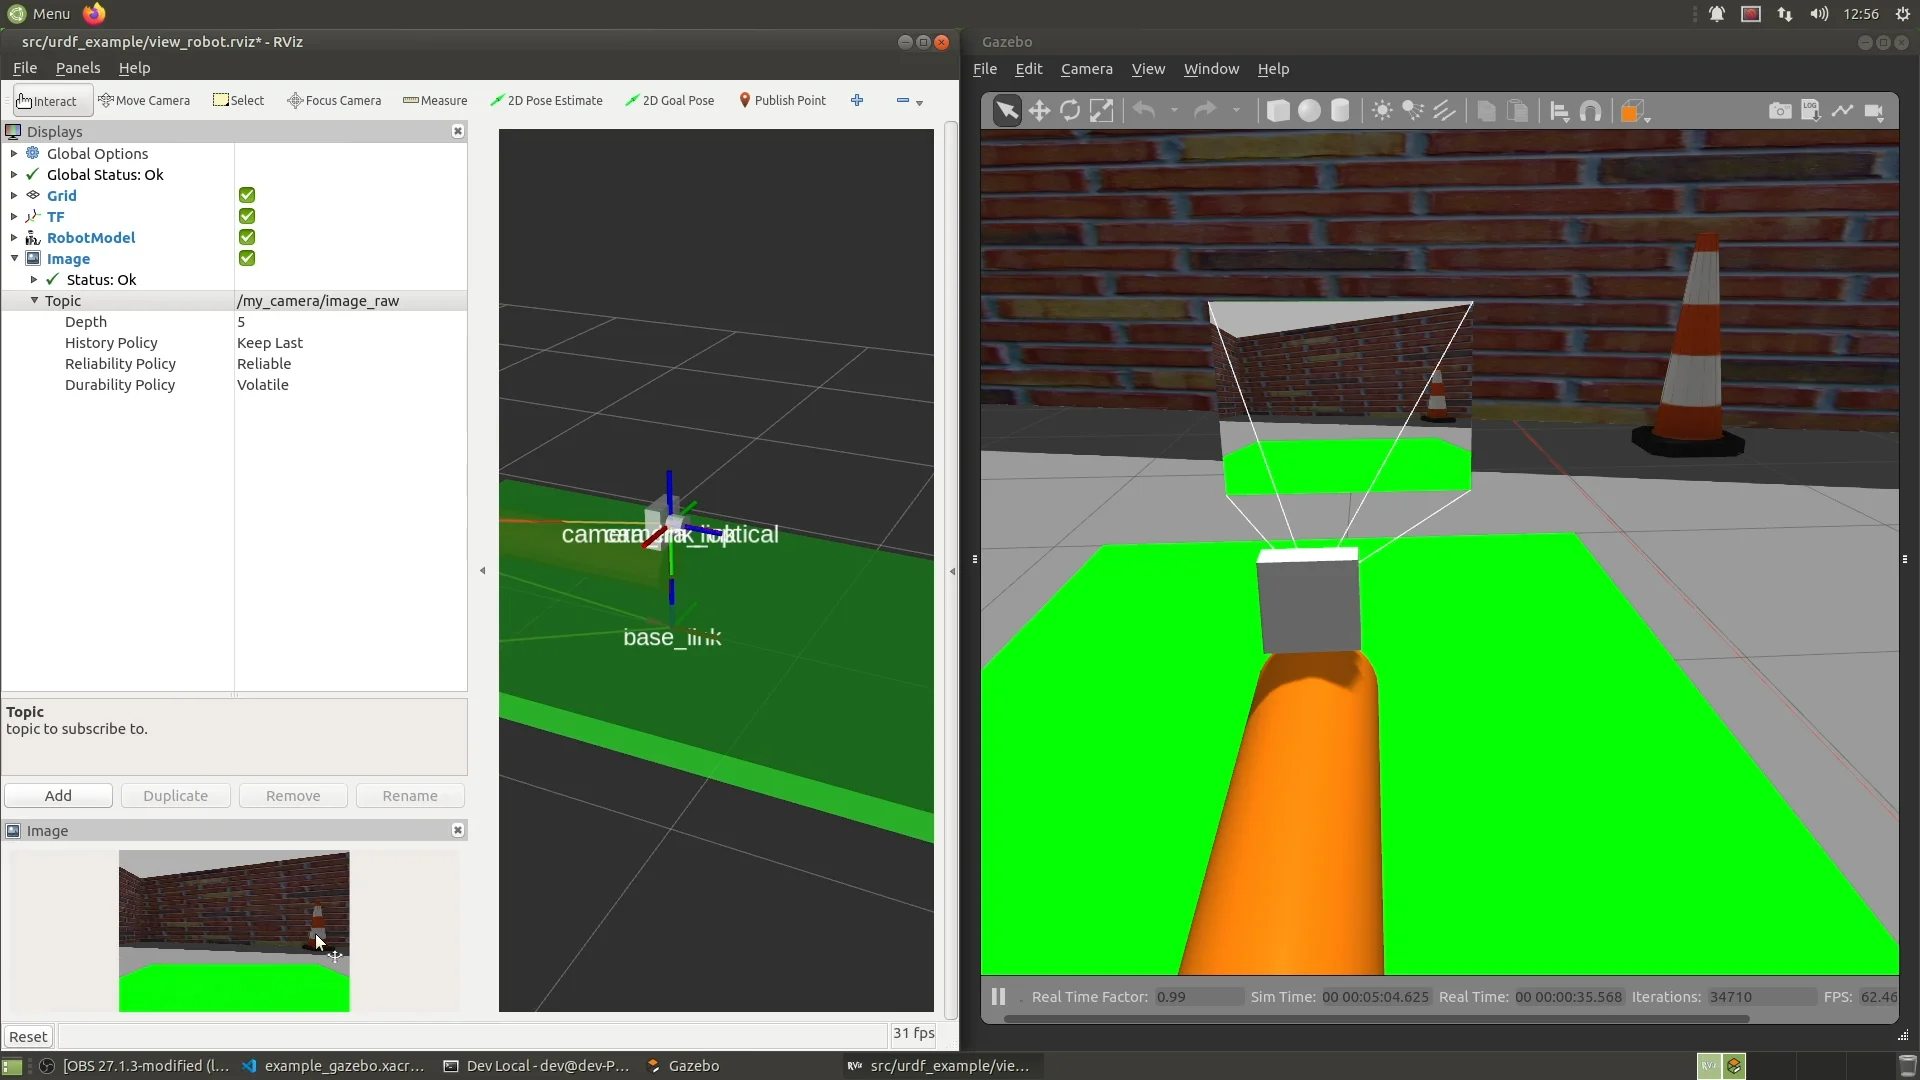 Menu
12:56
src/urdf_example/view_robot.rviz* - RViz
File Panels Help
Interact Move Camera Select Focus Camera Measure 2D Pose Estimate 2D Goal Pose Publish Point
Displays
Global Options
Global Status: Ok
Grid
TF
RobotModel
Image
Status: Ok
Topic /my_camera/image_raw
Depth 5
History Policy Keep Last
Reliability Policy Reliable
Durability Policy Volatile
Topic
topic to subscribe to.
Add Duplicate Remove Rename
Image
Reset
base_link
31 fps
Gazebo
File Edit Camera View Window Help
LOG
Real Time Factor: 0.99 Sim Time: 00 00:05:04.625 Real Time: 00 00:00:35.568 Iterations: 34710 FPS: 62.46
[OBS 27.1.3-modified (l... example_gazebo.xacr... Dev Local - dev@dev-P... Gazebo RViz src/urdf_example/vie...